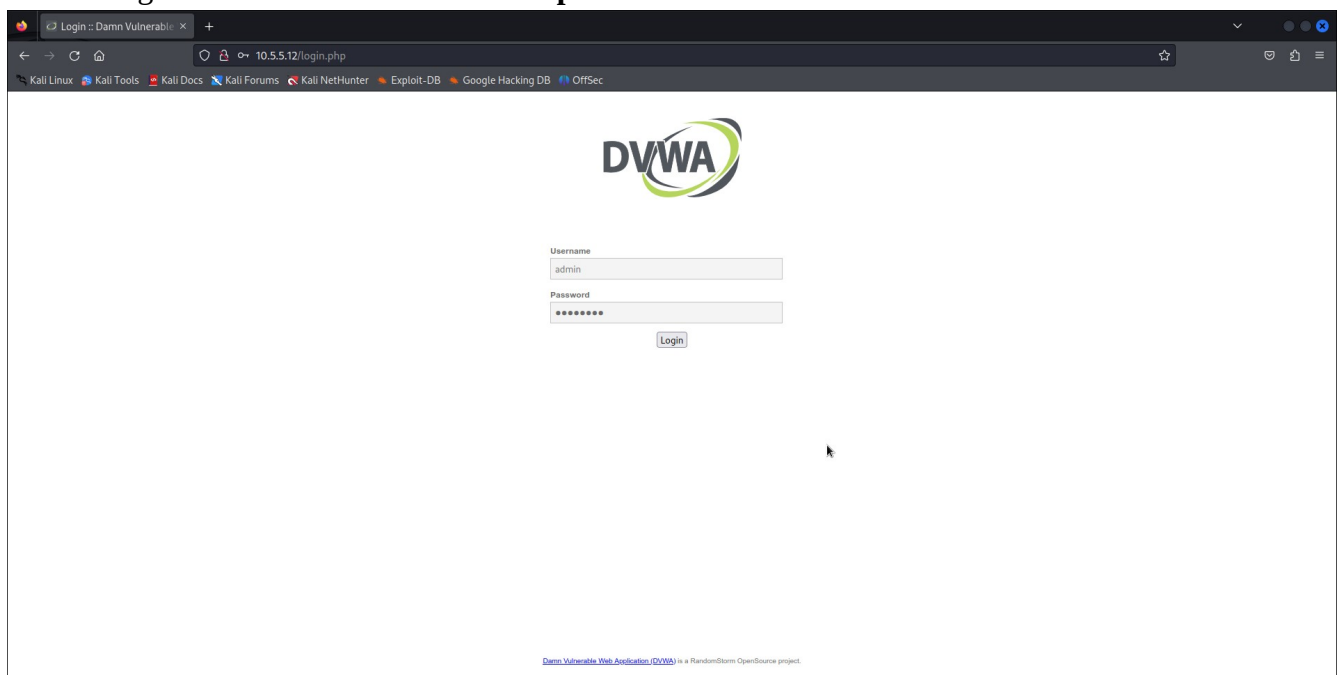 Login :: Damn Vulnerable
10.5.5.12/login.php
Kali Linux Kali Tools Kali Docs Kali Forums Kali NetHunter Exploit-DB Google Hacking DB OffSec
DVWA
Username
admin
Password
••••••••
Login
Damn Vulnerable Web Application (DVWA) is a RandomStorm OpenSource project.